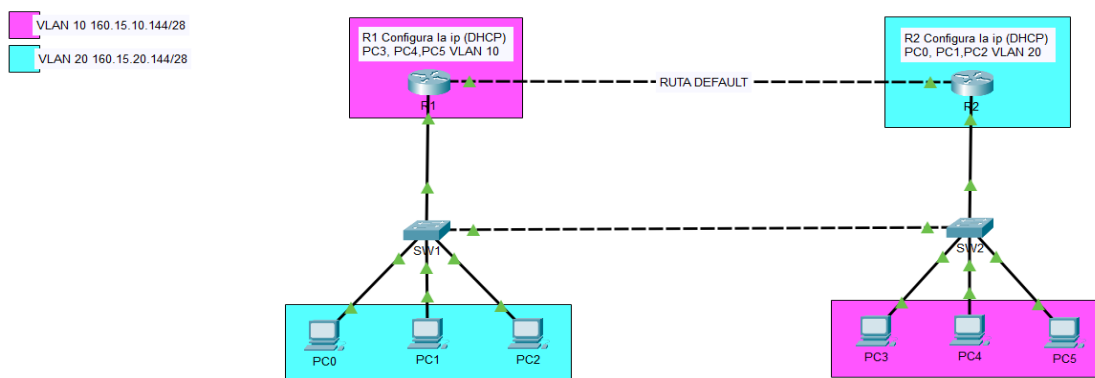 VLAN 10 160.15.10.144/28
VLAN 20 160.15.20.144/28
R1 Configura la ip (DHCP)
PC3, PC4,PC5 VLAN 10
R1
RUTA DEFAULT
R2 Configura la ip (DHCP)
PC0, PC1,PC2 VLAN 20
R2
SW1
SW2
PC0
PC1
PC2
PC3
PC4
PC5